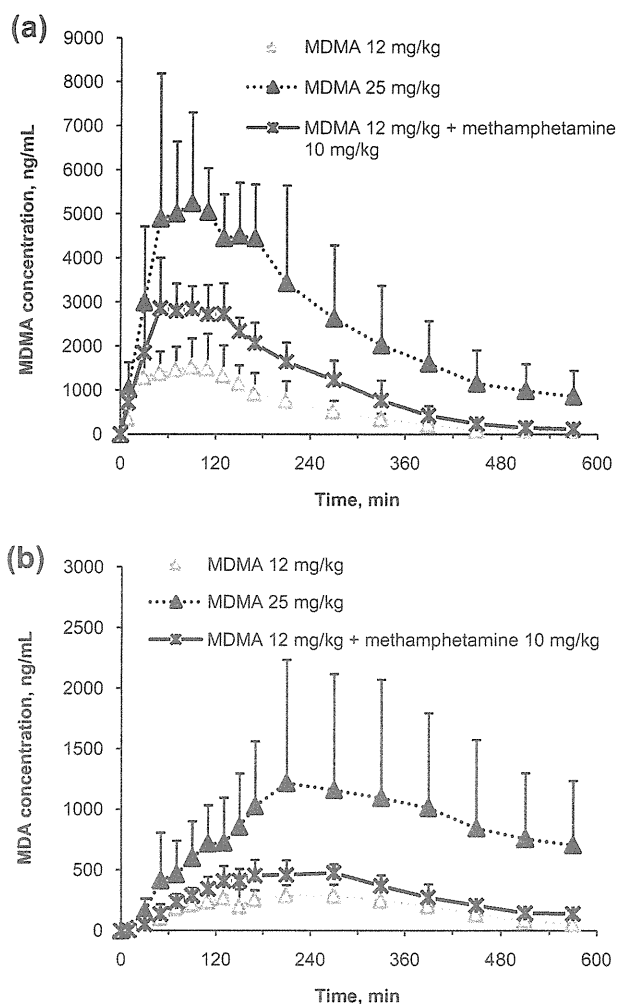 (a)
9000
8000
7000
6000
5000
4000
3000
2000
1000
0
MDMA concentration, ng/mL
MDMA 12 mg/kg
MDMA 25 mg/kg
MDMA 12 mg/kg + methamphetamine
10 mg/kg
0 120 240 360 480 600
Time, min
(b)
3000
2500
2000
1500
1000
500
0
MDA concentration, ng/mL
MDMA 12 mg/kg
MDMA 25 mg/kg
MDMA 12 mg/kg + methamphetamine 10 mg/kg
0 120 240 360 480 600
Time, min